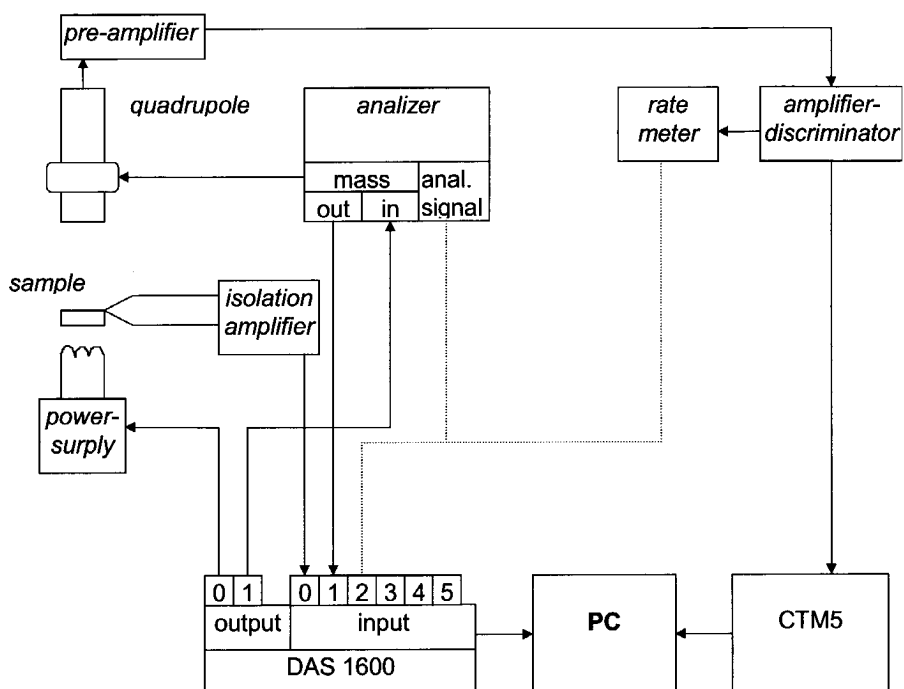 pre-amplifier
quadrupole
analizer
rate
meter
amplifier-
discriminator
mass
anal.
signal
out
in
sample
isolation
amplifier
power-
surply
0 1
0 1 2 3 4 5
output
input
DAS 1600
PC
CTM5